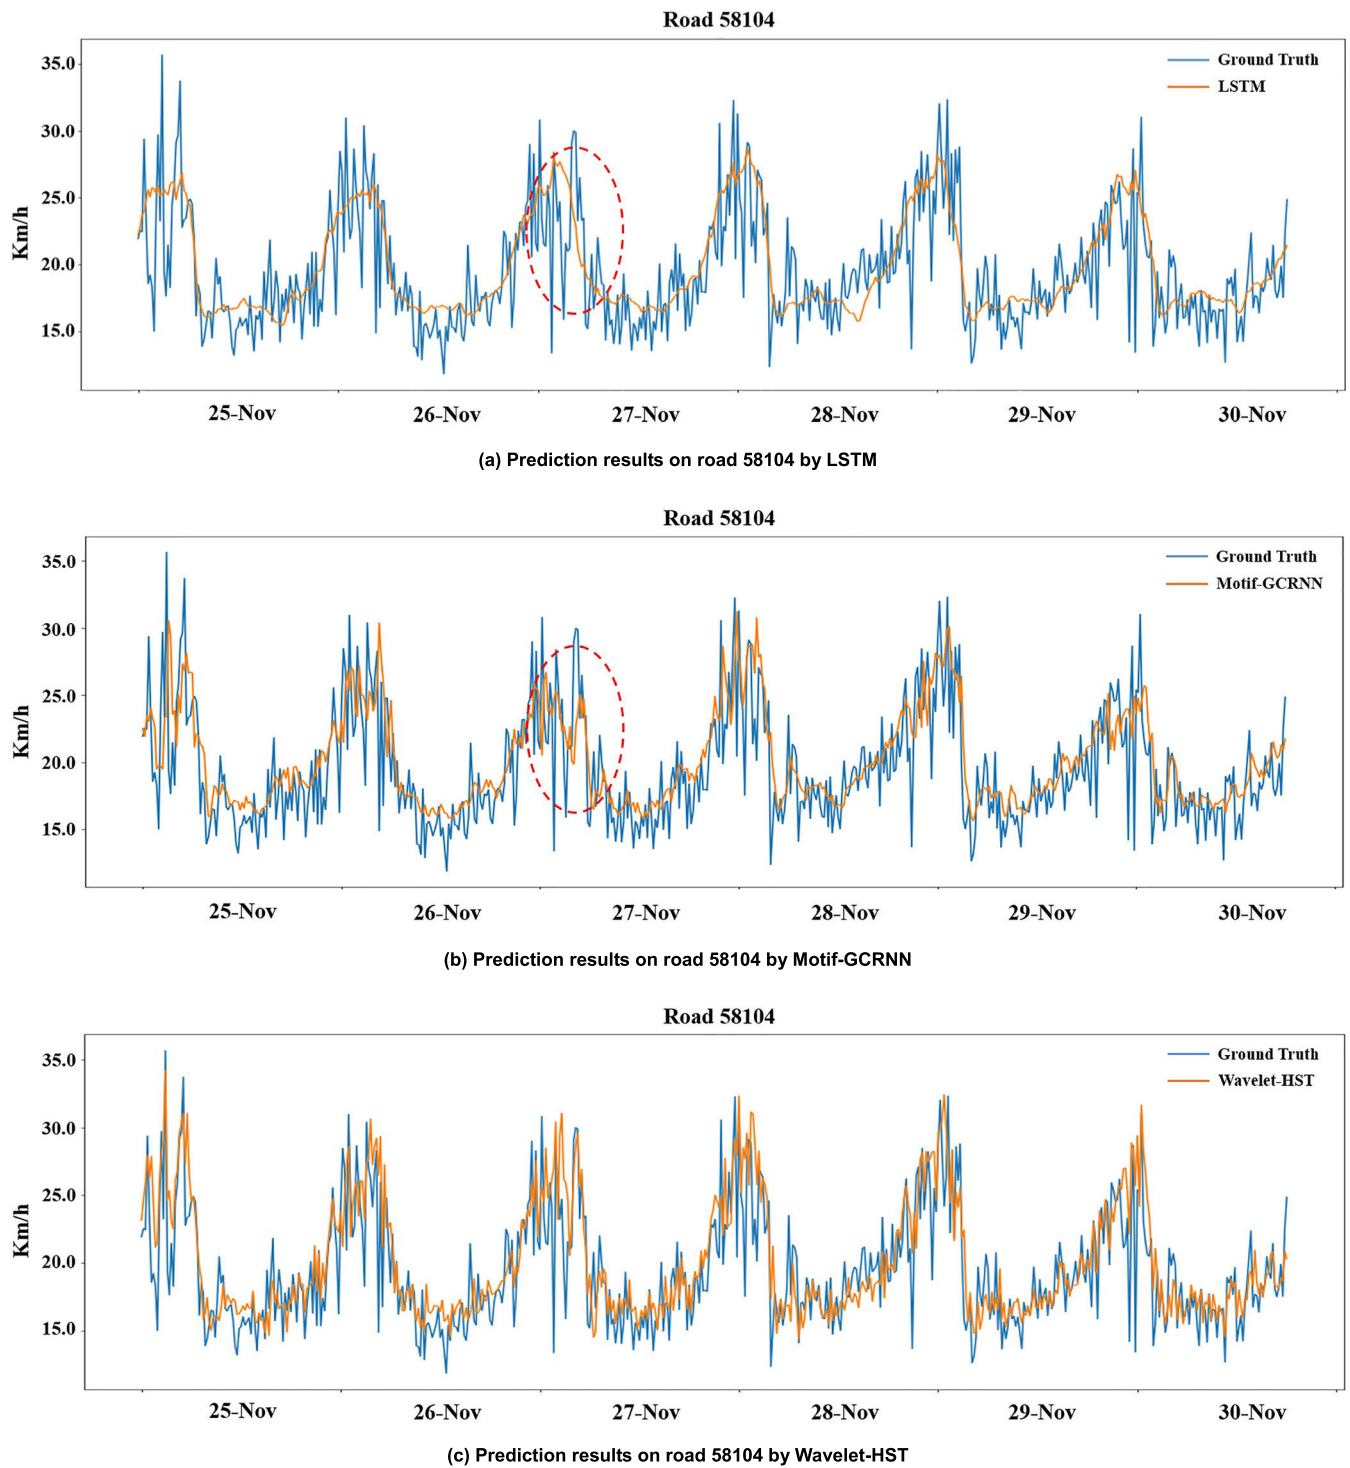 Road 58104
Ground Truth
LSTM
35.0
30.0
25.0
20.0
15.0
Km/h
25-Nov 26-Nov 27-Nov 28-Nov 29-Nov 30-Nov
(a) Prediction results on road 58104 by LSTM
Road 58104
Ground Truth
Motif-GCRNN
35.0
30.0
25.0
20.0
15.0
Km/h
25-Nov 26-Nov 27-Nov 28-Nov 29-Nov 30-Nov
(b) Prediction results on road 58104 by Motif-GCRNN
Road 58104
Ground Truth
Wavelet-HST
35.0
30.0
25.0
20.0
15.0
Km/h
25-Nov 26-Nov 27-Nov 28-Nov 29-Nov 30-Nov
(c) Prediction results on road 58104 by Wavelet-HST